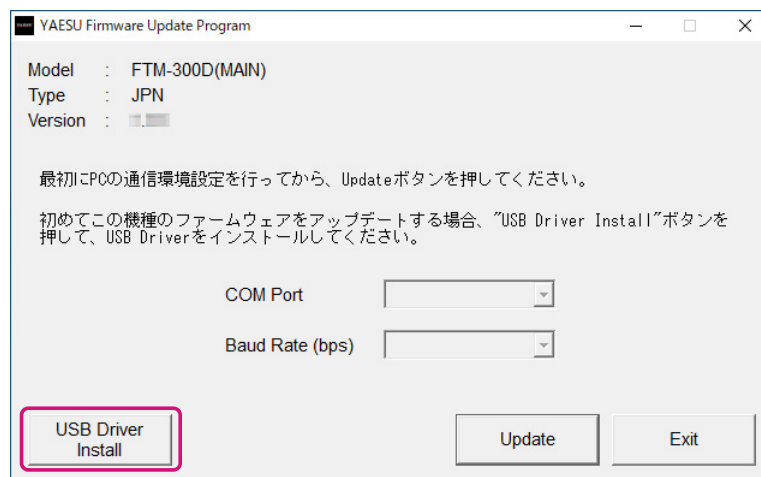 YAESU Firmware Update Program
Model : FTM-300D(MAIN)
Type : JPN
Version :
最初にPCの通信環境設定を行ってから、Updateボタンを押してください。
初めてこの機種のファームウェアをアップデートする場合、"USB Driver Install"ボタンを
押して、USB Driverをインストールしてください。
COM Port
Baud Rate (bps)
USB Driver
Install
Update
Exit